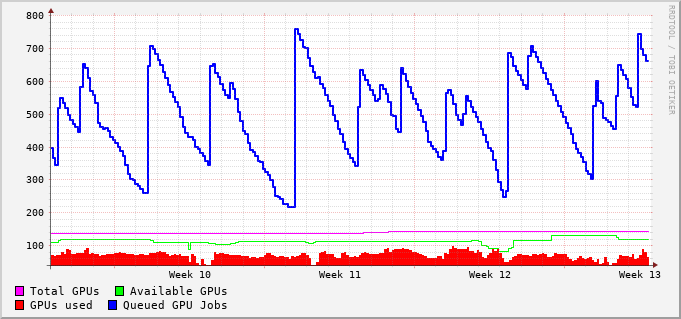 800
700
600
500
400
300
200
100
Week 10 Week 11 Week 12 Week 13
Total GPUs Available GPUs
GPUs used Queued GPU Jobs
RRDTOOL / TOBI OETIKER